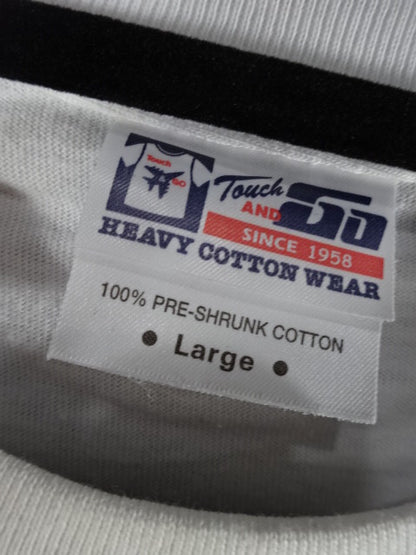 Touch
GO
Touch
AND GO
SINCE 1958
HEAVY COTTON WEAR
100% PRE-SHRUNK COTTON
• Large •